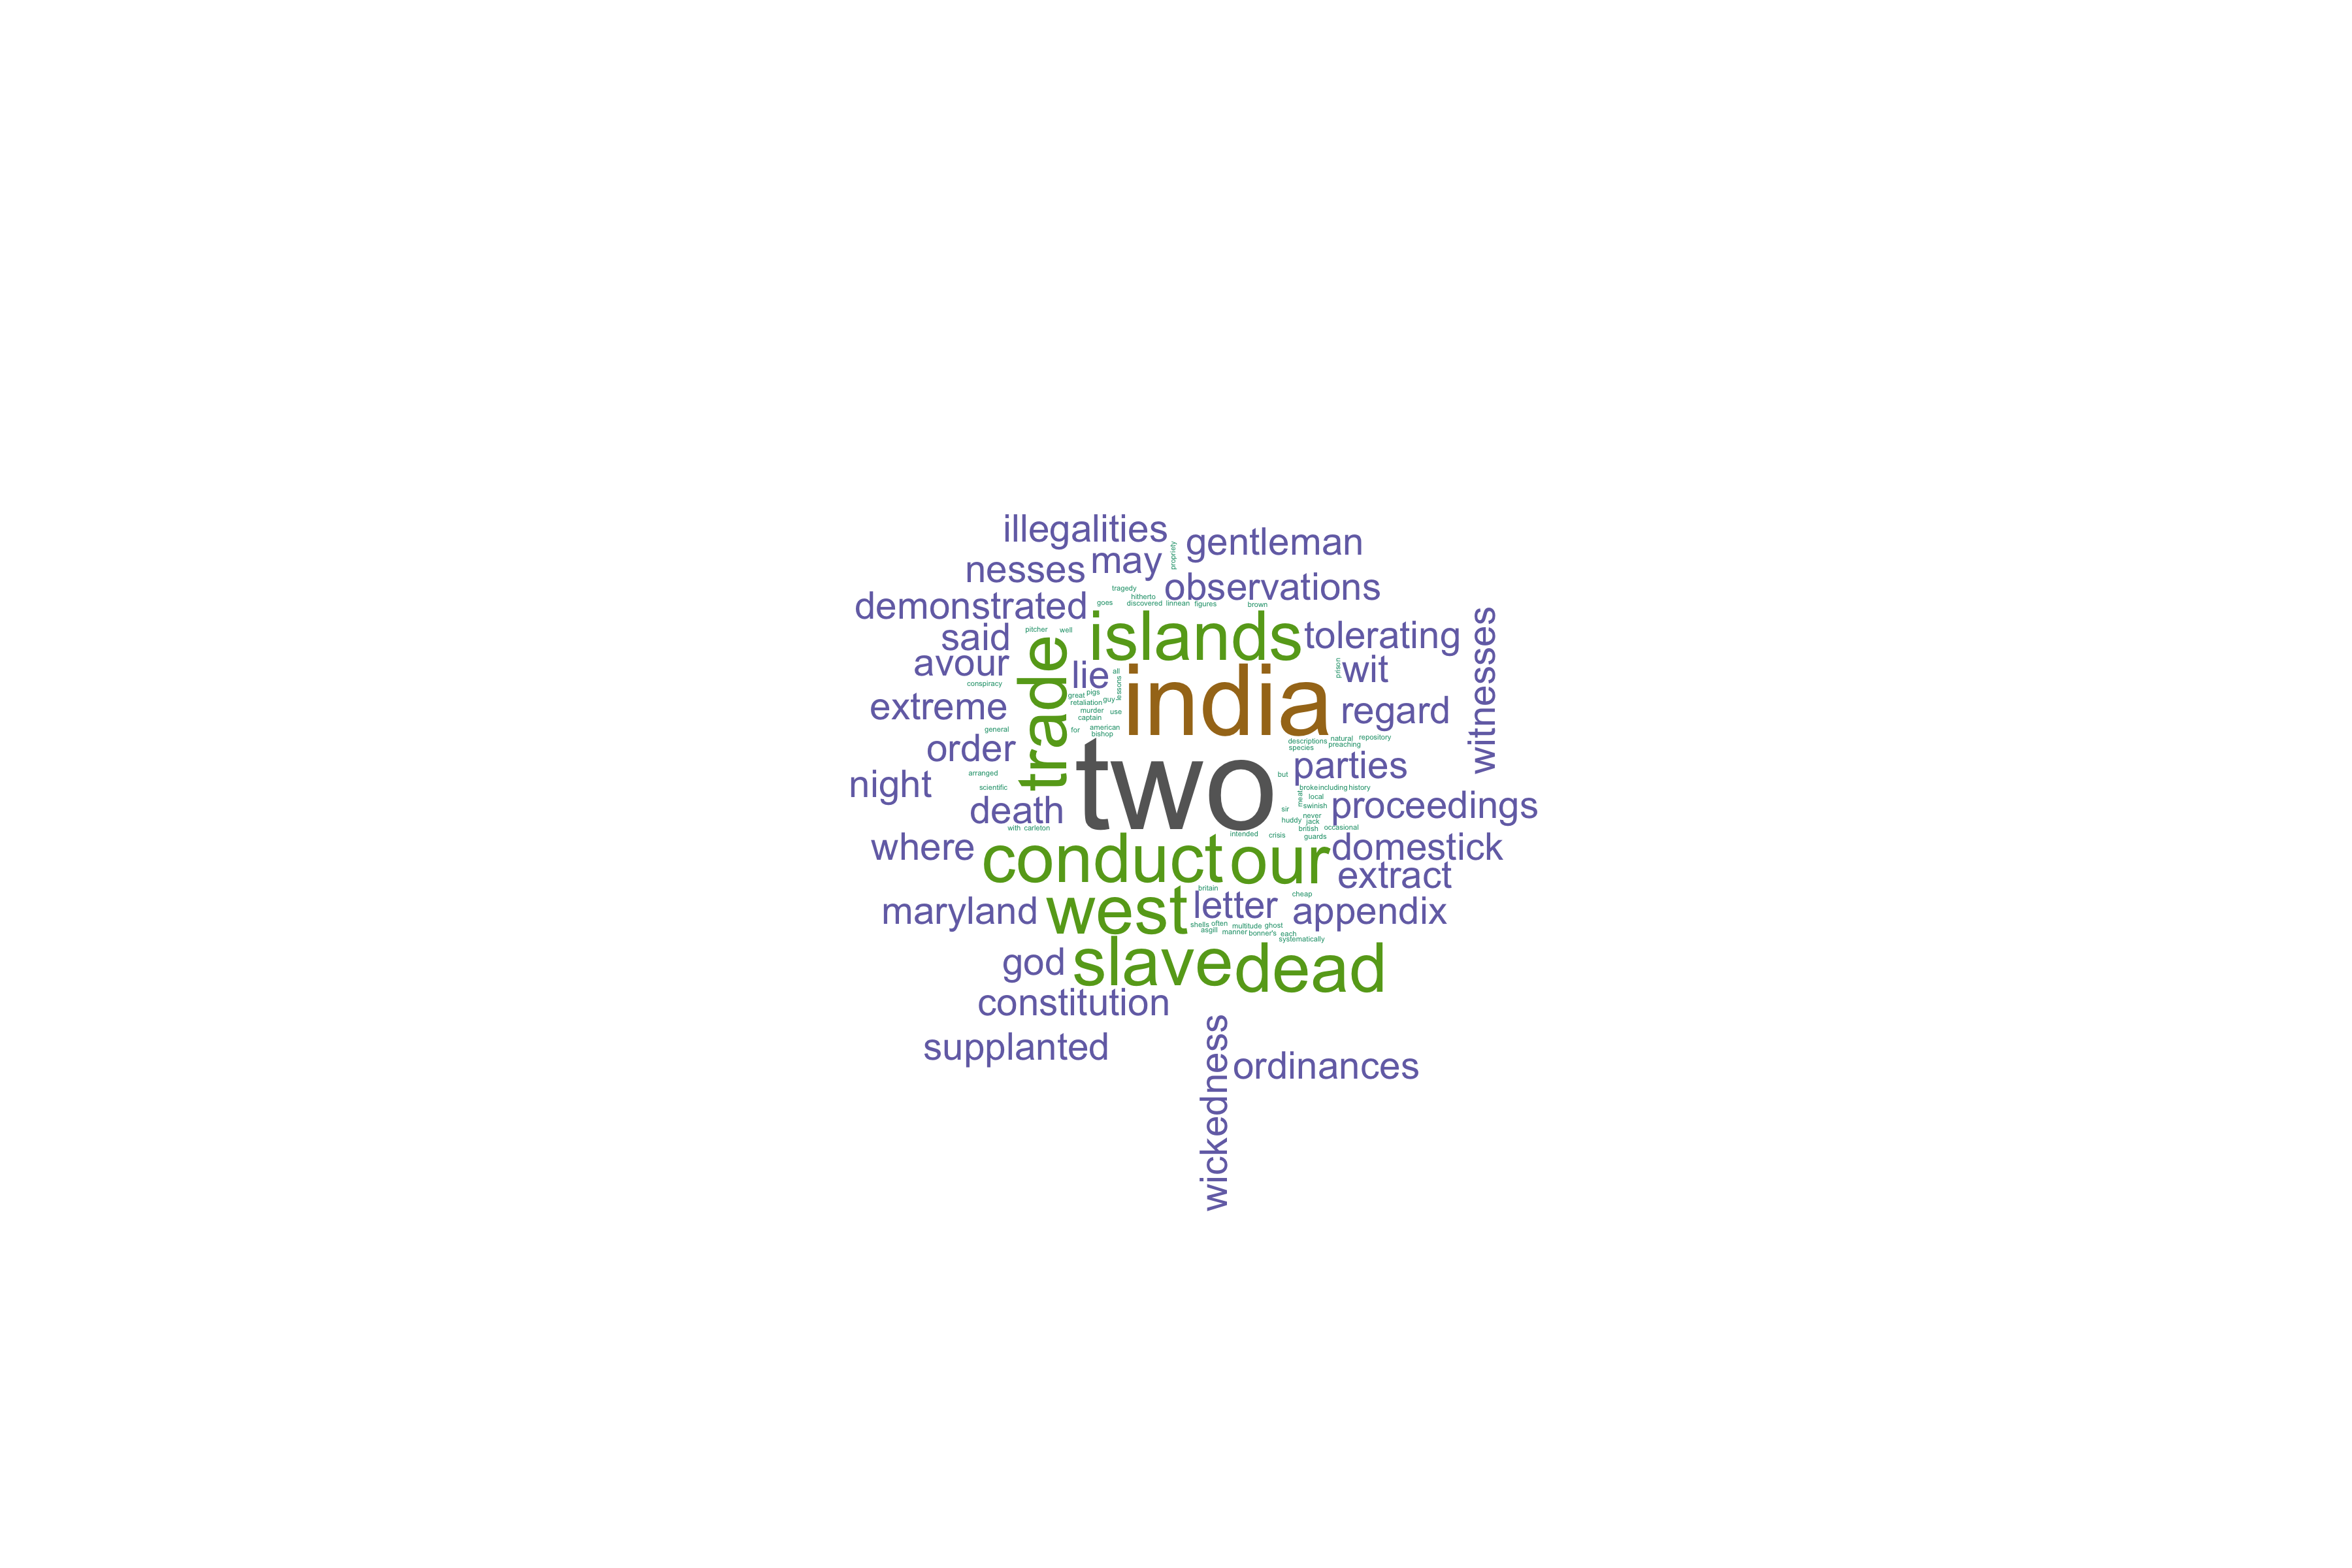 illegalities
gentleman
may
propriety
nesses
observations
tragedy
hitherto
demonstrated
goes
discovered
linnean
figures
brown
said
pitcher
well
islands
tolerating
witnesses
avour
trade
lie
all
prison
wit
conspiracy
lessons
india
extreme
great
pigs
guy
retaliation
murder
use
captain
regard
general
for
american
bishop
order
descriptions
natural
repository
species
preaching
night
arranged
two
but
parties
scientific
broke
including
history
death
meat
local
swinish
sir
proceedings
with
carleton
huddy
never
jack
british
occasional
intended
crisis
guards
where
conduct
our
domestick
extract
maryland
west
britain
letter
cheap
appendix
shells
often
multitude
ghost
asgill
manner
bonner's
each
systematically
god
slave
dead
constitution
supplanted
wickedness
ordinances